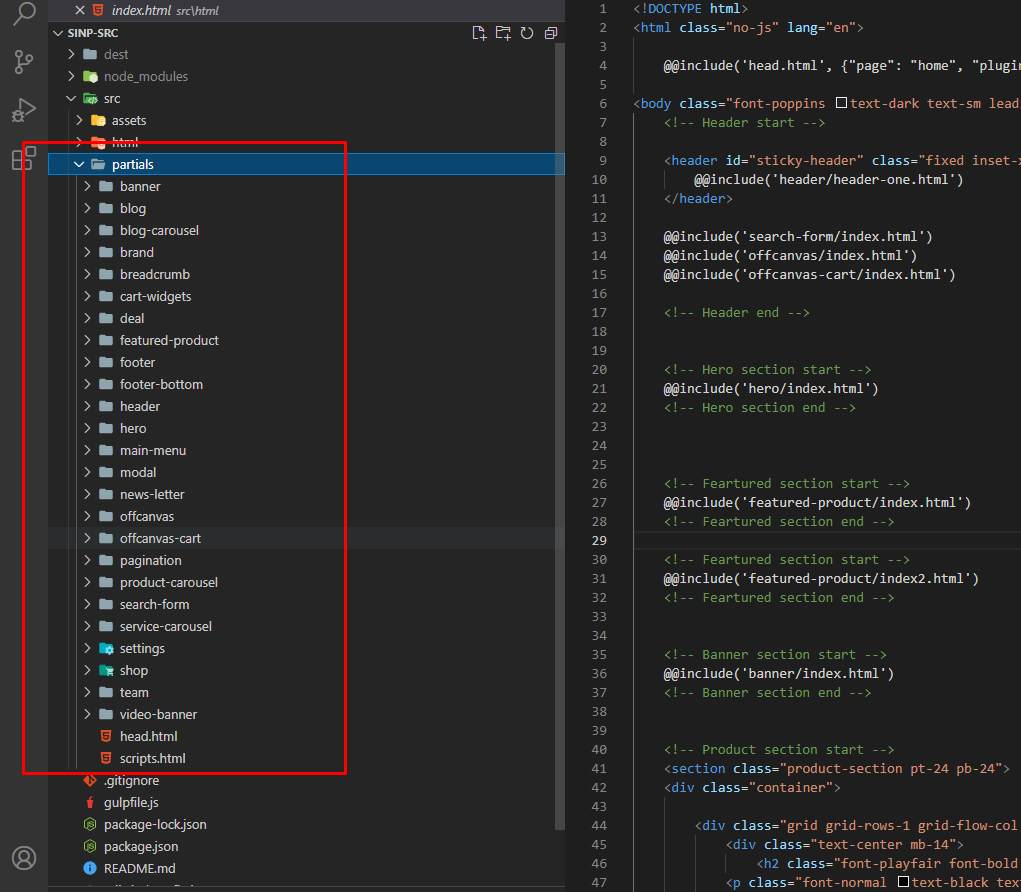 index.html src\html
SINP-SRC
dest
node_modules
src
assets
html
partials
banner
blog
blog-carousel
brand
breadcrumb
cart-widgets
deal
featured-product
footer
footer-bottom
header
hero
main-menu
modal
news-letter
offcanvas
offcanvas-cart
pagination
product-carousel
search-form
service-carousel
settings
shop
team
video-banner
head.html
scripts.html
.gitignore
gulpfile.js
package-lock.json
package.json
README.md
1 <!DOCTYPE html>
2 <html class="no-js" lang="en">
3
4 @@include('head.html', {"page": "home", "plugin
5
6 <body class="font-poppins text-dark text-sm lead
7 <!-- Header start -->
8
9 <header id="sticky-header" class="fixed inset-x
10 @@include('header/header-one.html')
11 </header>
12
13 @@include('search-form/index.html')
14 @@include('offcanvas/index.html')
15 @@include('offcanvas-cart/index.html')
16
17 <!-- Header end -->
18
19
20 <!-- Hero section start -->
21 @@include('hero/index.html')
22 <!-- Hero section end -->
23
24
25
26 <!-- Feartured section start -->
27 @@include('featured-product/index.html')
28 <!-- Feartured section end -->
29
30 <!-- Feartured section start -->
31 @@include('featured-product/index2.html')
32 <!-- Feartured section end -->
33
34
35 <!-- Banner section start -->
36 @@include('banner/index.html')
37 <!-- Banner section end -->
38
39
40 <!-- Product section start -->
41 <section class="product-section pt-24 pb-24">
42 <div class="container">
43
44 <div class="grid grid-rows-1 grid-flow-col
45 <div class="text-center mb-14">
46 <h2 class="font-playfair font-bold
47 <p class="font-normal text-black tex